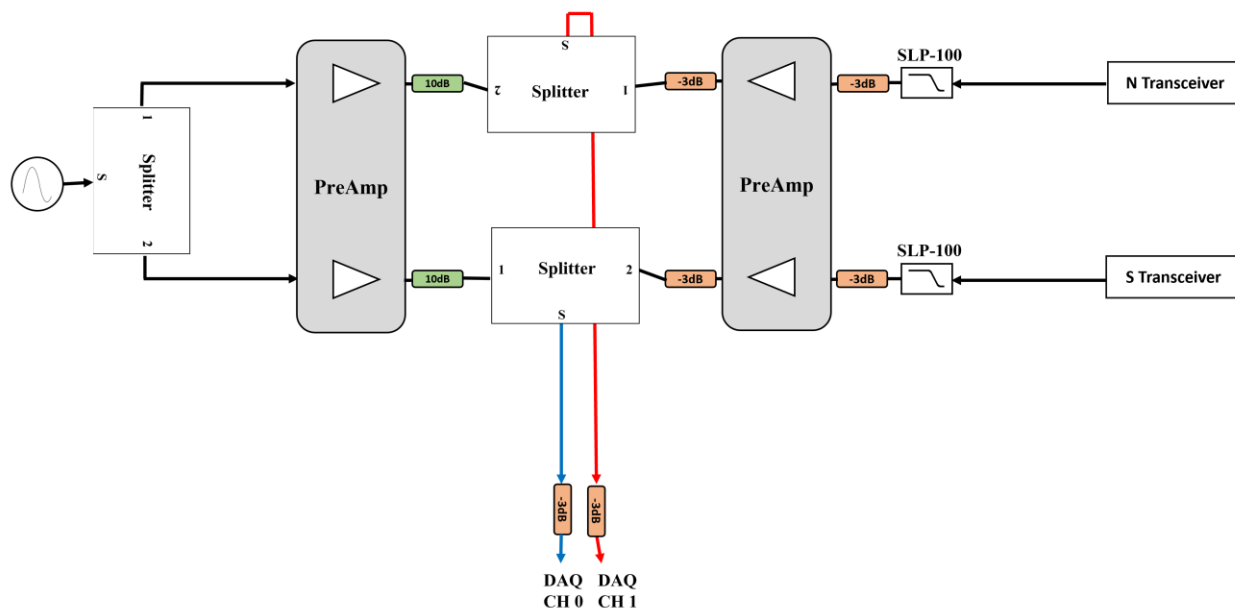 S
SLP-100
1
10dB
2
Splitter
1
-3dB
-3dB
N Transceiver
S
Splitter
2
PreAmp
PreAmp
SLP-100
10dB
1
Splitter
2
-3dB
-3dB
S Transceiver
S
-3dB
-3dB
DAQ
CH 0
DAQ
CH 1